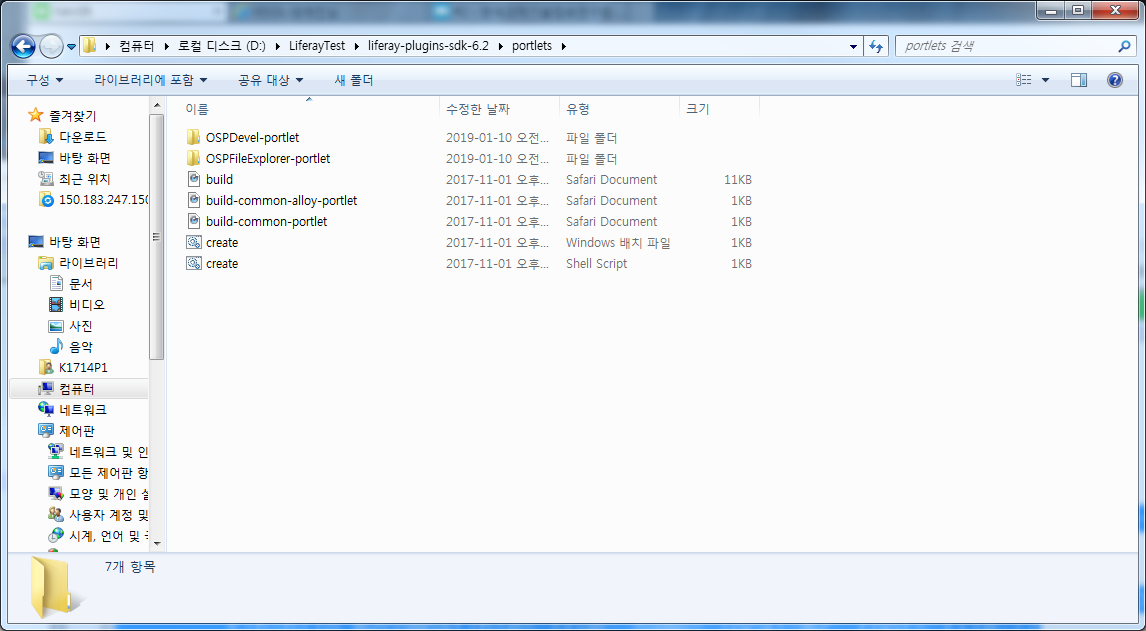 컴퓨터 ▸ 로컬 디스크 (D:) ▸ LiferayTest ▸ liferay-plugins-sdk-6.2 ▸ portlets ▸
portlets 검색
구성 라이브러리에 포함 공유 대상 새 폴더
이름 수정한 날짜 유형 크기
OSPDevel-portlet 2019-01-10 오전... 파일 폴더
OSPFileExplorer-portlet 2019-01-10 오전... 파일 폴더
build 2017-11-01 오후... Safari Document 11KB
build-common-alloy-portlet 2017-11-01 오후... Safari Document 1KB
build-common-portlet 2017-11-01 오후... Safari Document 1KB
create 2017-11-01 오후... Windows 배치 파일 1KB
create 2017-11-01 오후... Shell Script 1KB
즐겨찾기
다운로드
바탕 화면
최근 위치
150.183.247.150
바탕 화면
라이브러리
문서
비디오
사진
음악
K1714P1
컴퓨터
네트워크
제어판
네트워크 및 인
모든 제어판 항
모양 및 개인 설
사용자 계정 및
시계, 언어 및
7개 항목